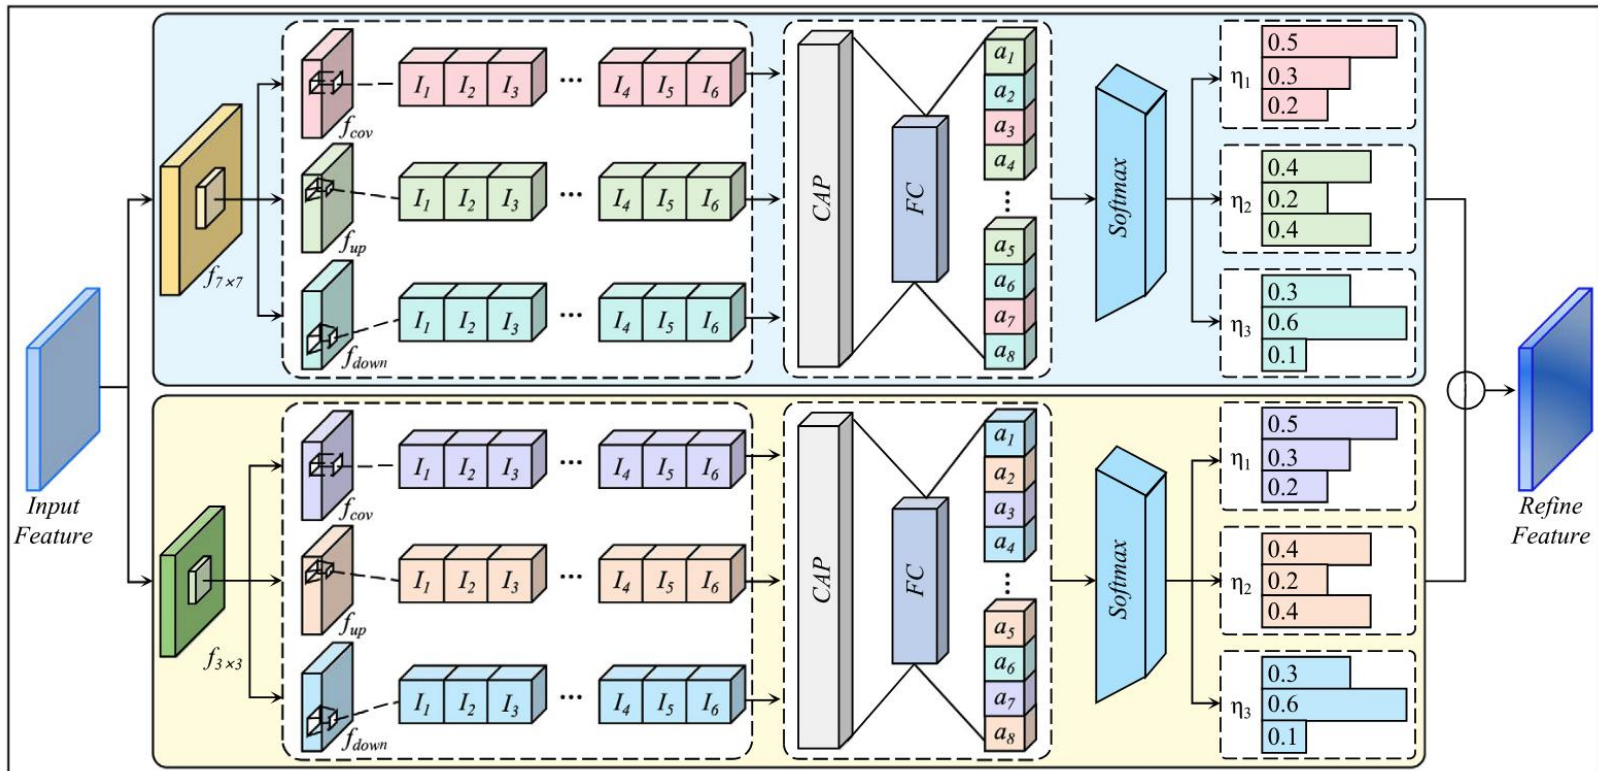 Input
Feature
f7×7
fcov
I1 I2 I3 ... I4 I5 I6
fup
I1 I2 I3 ... I4 I5 I6
fdown
I1 I2 I3 ... I4 I5 I6
CAP
FC
a1
a2
a3
a4
...
a5
a6
a7
a8
Softmax
η1
0.5
0.3
0.2
η2
0.4
0.2
0.4
η3
0.3
0.6
0.1
f3×3
fcov
I1 I2 I3 ... I4 I5 I6
fup
I1 I2 I3 ... I4 I5 I6
fdown
I1 I2 I3 ... I4 I5 I6
CAP
FC
a1
a2
a3
a4
...
a5
a6
a7
a8
Softmax
η1
0.5
0.3
0.2
η2
0.4
0.2
0.4
η3
0.3
0.6
0.1
Refine
Feature